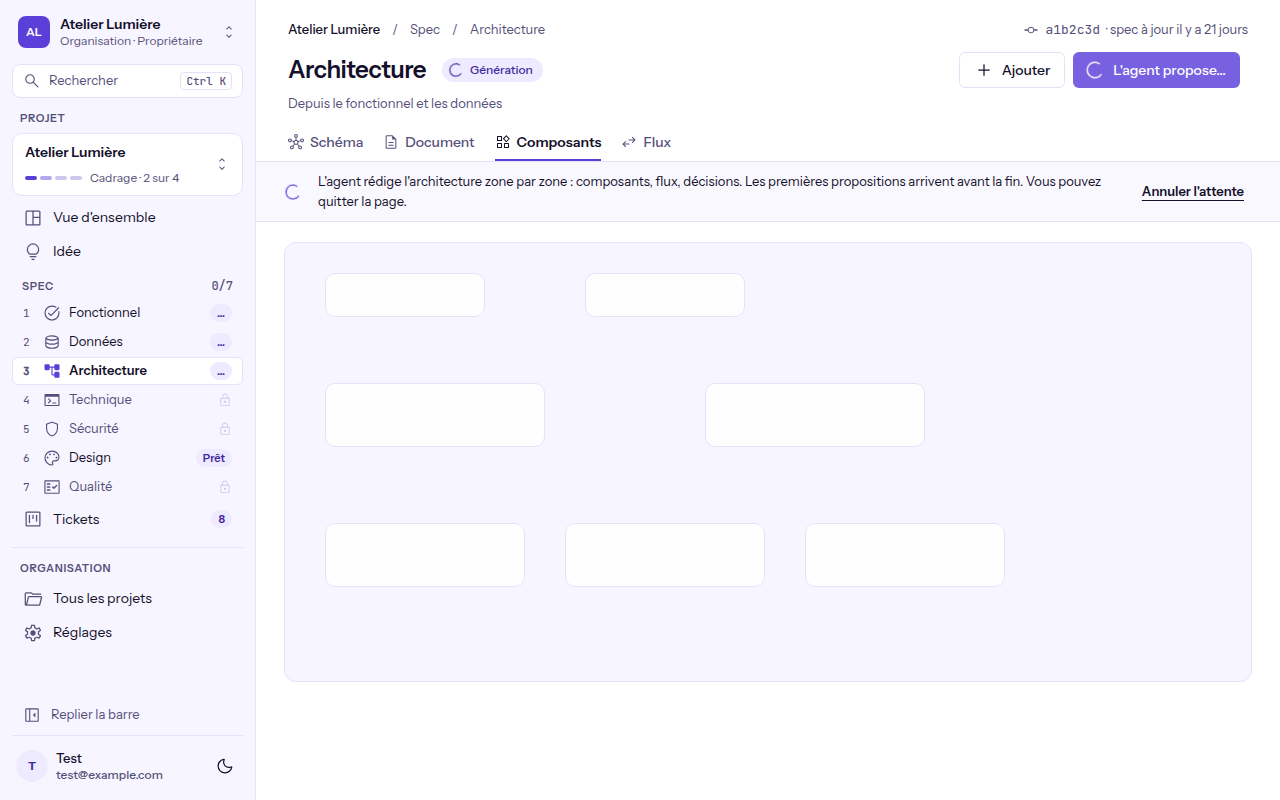 AL
Atelier Lumière
Organisation · Propriétaire
Rechercher
Ctrl K
PROJET
Atelier Lumière
Cadrage · 2 sur 4
Vue d'ensemble
Idée
SPEC
0/7
1 Fonctionnel ...
2 Données ...
3 Architecture ...
4 Technique
5 Sécurité
6 Design Prêt
7 Qualité
Tickets 8
ORGANISATION
Tous les projets
Réglages
Replier la barre
T
Test
test@example.com
Atelier Lumière / Spec / Architecture
a1b2c3d · spec à jour il y a 21 jours
Architecture
Génération
Ajouter
L'agent propose...
Depuis le fonctionnel et les données
Schéma
Document
Composants
Flux
L'agent rédige l'architecture zone par zone : composants, flux, décisions. Les premières propositions arrivent avant la fin. Vous pouvez
quitter la page.
Annuler l'attente